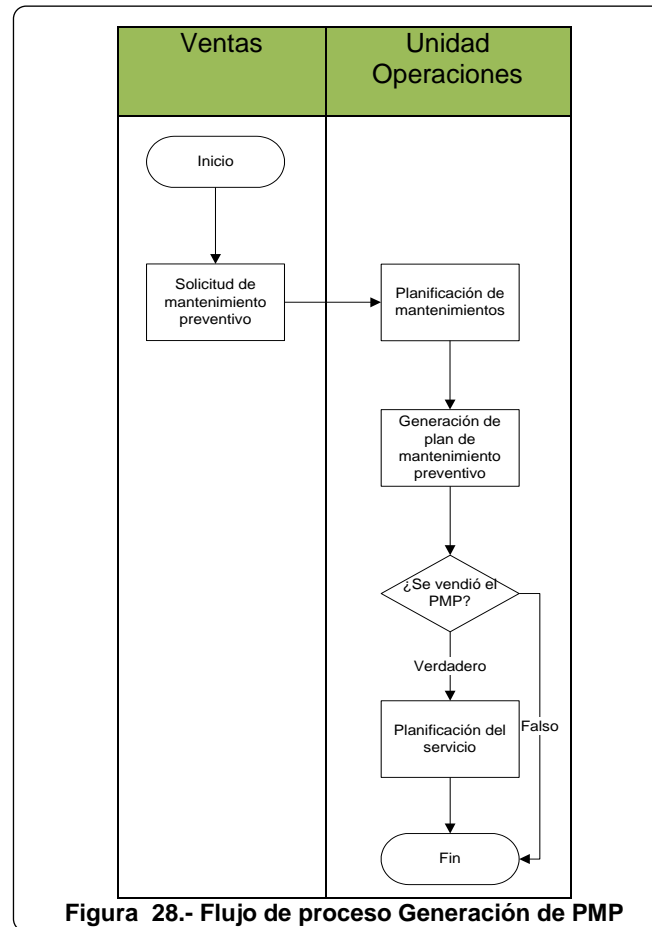 Ventas
Unidad
Operaciones
Inicio
Solicitud de
mantenimiento
preventivo
Planificación de
mantenimientos
Generación de
plan de
mantenimiento
preventivo
¿Se vendió el
PMP?
Verdadero
Falso
Planificación del
servicio
Fin
Figura 28.- Flujo de proceso Generación de PMP